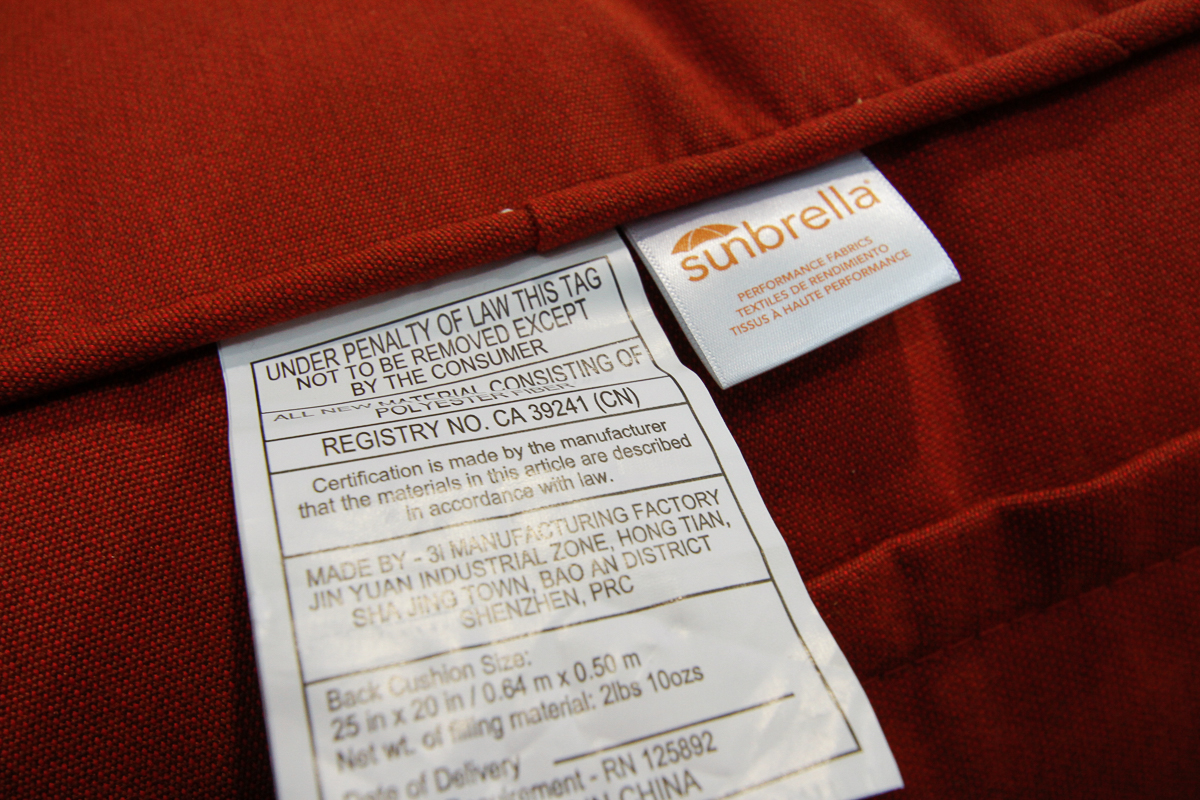 UNDER PENALTY OF LAW THIS TAG
NOT TO BE REMOVED EXCEPT
BY THE CONSUMER
ALL NEW MATERIAL CONSISTING OF
POLYESTER FIBER
REGISTRY NO. CA 39241 (CN)
Certification is made by the manufacturer
that the materials in this article are described
in accordance with law.
MADE BY - 3I MANUFACTURING FACTORY
JIN YUAN INDUSTRIAL ZONE, HONG TIAN,
SHA JING TOWN, BAO AN DISTRICT
SHENZHEN, PRC
Back Cushion Size:
25 in x 20 in / 0.64 m x 0.50 m
Net wt. of filling material: 2lbs 10ozs
Date of Delivery
- RN 125892
CHINA
sunbrella®
PERFORMANCE FABRICS
TEXTILES DE RENDIMIENTO
TISSUS À HAUTE PERFORMANCE